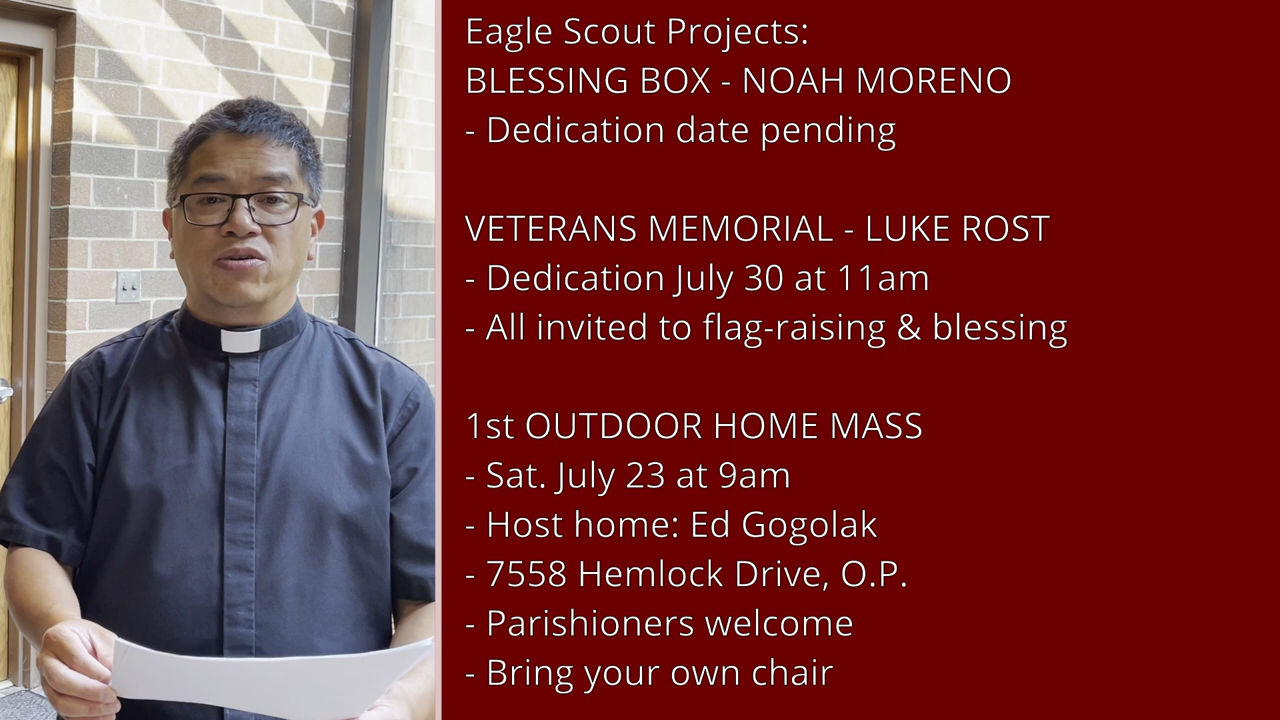 Eagle Scout Projects:
BLESSING BOX - NOAH MORENO
- Dedication date pending
VETERANS MEMORIAL - LUKE ROST
- Dedication July 30 at 11am
- All invited to flag-raising & blessing
1st OUTDOOR HOME MASS
- Sat. July 23 at 9am
- Host home: Ed Gogolak
- 7558 Hemlock Drive, O.P.
- Parishioners welcome
- Bring your own chair